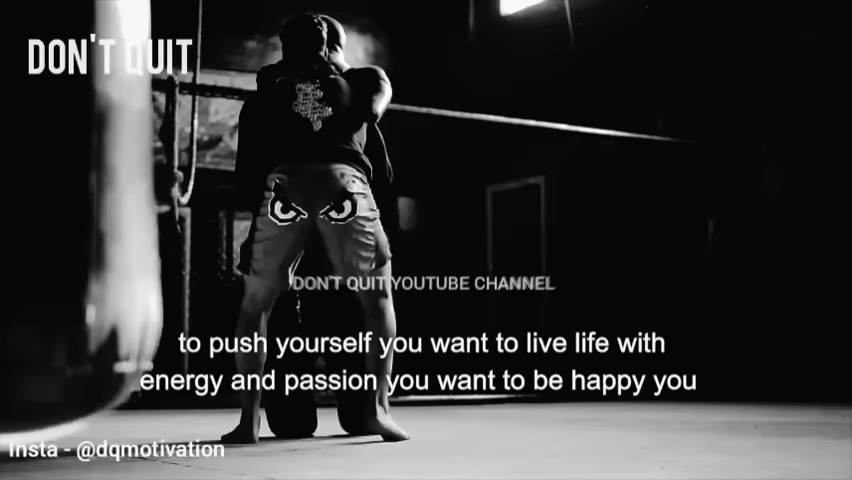 DON'T QUIT
DON'T QUIT YOUTUBE CHANNEL
to push yourself you want to live life with
energy and passion you want to be happy you
Insta - @dqmotivation